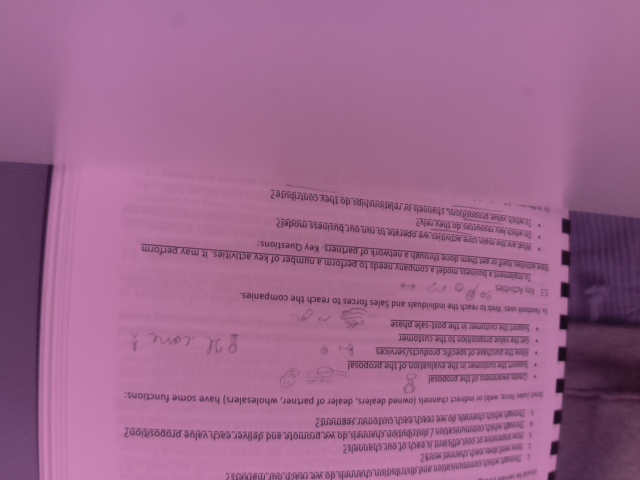 should be
Through which communication and distribution channels do we reach our markets?
1. How well does each channel work?
2. How expensive or cost efficient is each of our channels?
3. Through which communication / distribution channels do we promote and deliver each value proposition?
Through which channels do we reach each customer segment?
Direct (sales force, web) or indirect channels (owned dealers, dealer of partner, wholesalers) have some functions:
• Create awareness of the proposal
• Support the customer in the evaluation of the proposal
• Allow the purchase of specific products/services
• Get the value proposition to the customer
• Support the customer in the post-sale phase
Ex Facebook uses: Web to reach the individuals and Sales forces to reach the companies.
Key Activities
To implement a business model a company needs to perform a number of key activities. It may perform
these activities itself or get them done through a network of partners. Key Questions:
• What are the main core activities we operate to run our business model?
• On which key resources do they rely?
• To which value propositions, channels or relationships do they contribute?